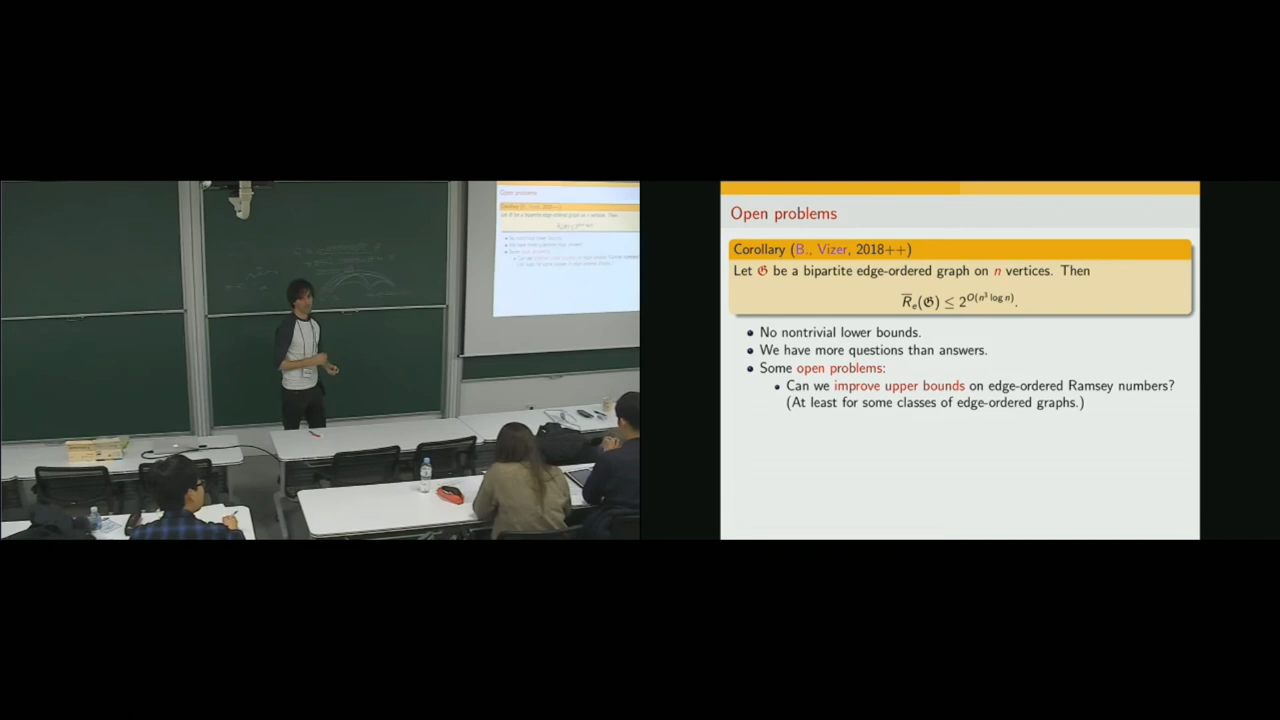 Open problems
Corollary (B., Vizer, 2018++)
Let 𝔊 be a bipartite edge-ordered graph on n vertices. Then
R̅ₑ(𝔊) ≤ 2^{O(n³ log n)}.
No nontrivial lower bounds.
We have more questions than answers.
Some open problems:
Can we improve upper bounds on edge-ordered Ramsey numbers?
(At least for some classes of edge-ordered graphs.)